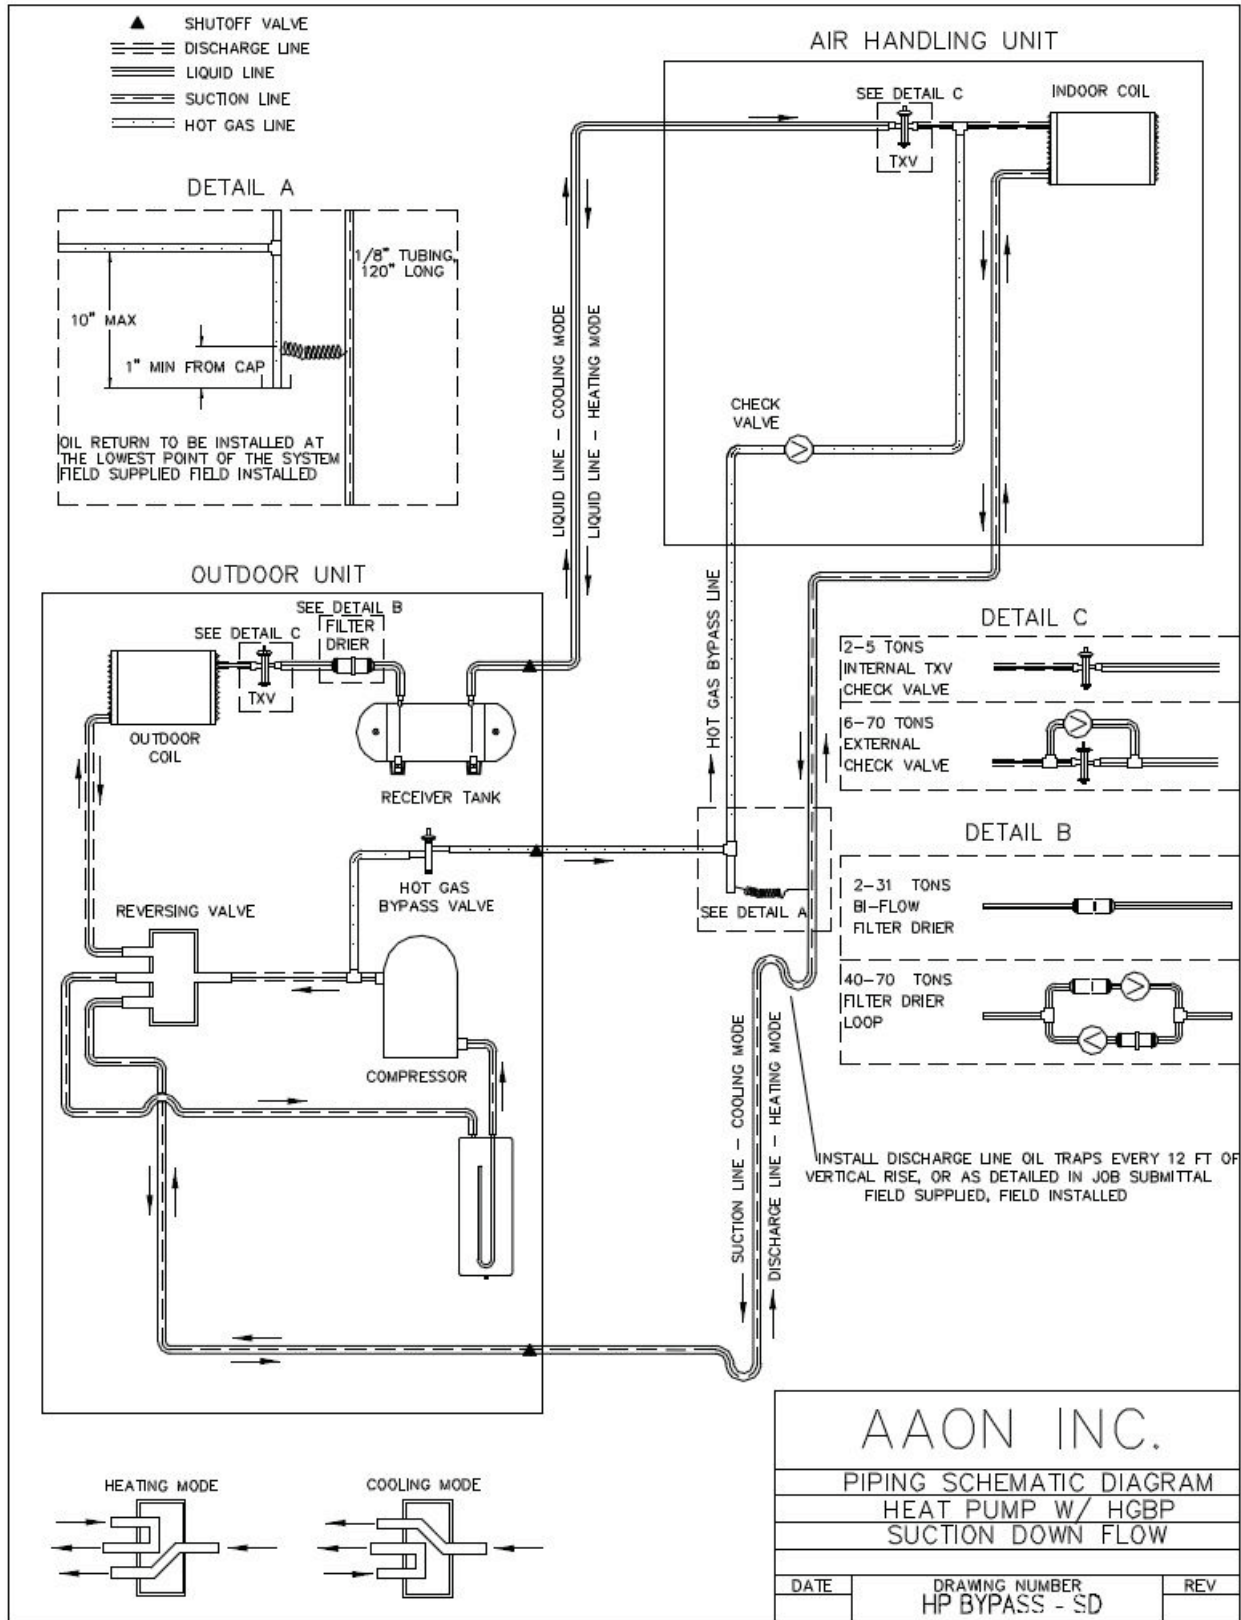 SHUTOFF VALVE
DISCHARGE LINE
LIQUID LINE
SUCTION LINE
HOT GAS LINE
DETAIL A
1/8" TUBING,
120" LONG
10" MAX
1" MIN FROM CAP
OIL RETURN TO BE INSTALLED AT
THE LOWEST POINT OF THE SYSTEM
FIELD SUPPLIED FIELD INSTALLED
AIR HANDLING UNIT
SEE DETAIL C
INDOOR COIL
TXV
CHECK
VALVE
LIQUID LINE - COOLING MODE
LIQUID LINE - HEATING MODE
HOT GAS BYPASS LINE
OUTDOOR UNIT
SEE DETAIL B
FILTER
DRIER
SEE DETAIL C
TXV
OUTDOOR
COIL
RECEIVER TANK
HOT GAS
BYPASS VALVE
REVERSING VALVE
COMPRESSOR
SEE DETAIL A
SUCTION LINE - COOLING MODE
DISCHARGE LINE - HEATING MODE
DETAIL C
2-5 TONS
INTERNAL TXV
CHECK VALVE
6-70 TONS
EXTERNAL
CHECK VALVE
DETAIL B
2-31 TONS
BI-FLOW
FILTER DRIER
40-70 TONS
FILTER DRIER
LOOP
INSTALL DISCHARGE LINE OIL TRAPS EVERY 12 FT OF
VERTICAL RISE, OR AS DETAILED IN JOB SUBMITTAL
FIELD SUPPLIED, FIELD INSTALLED
HEATING MODE
COOLING MODE
AAON INC.
PIPING SCHEMATIC DIAGRAM
HEAT PUMP W/ HGBP
SUCTION DOWN FLOW
DATE
DRAWING NUMBER
REV
HP BYPASS - SD